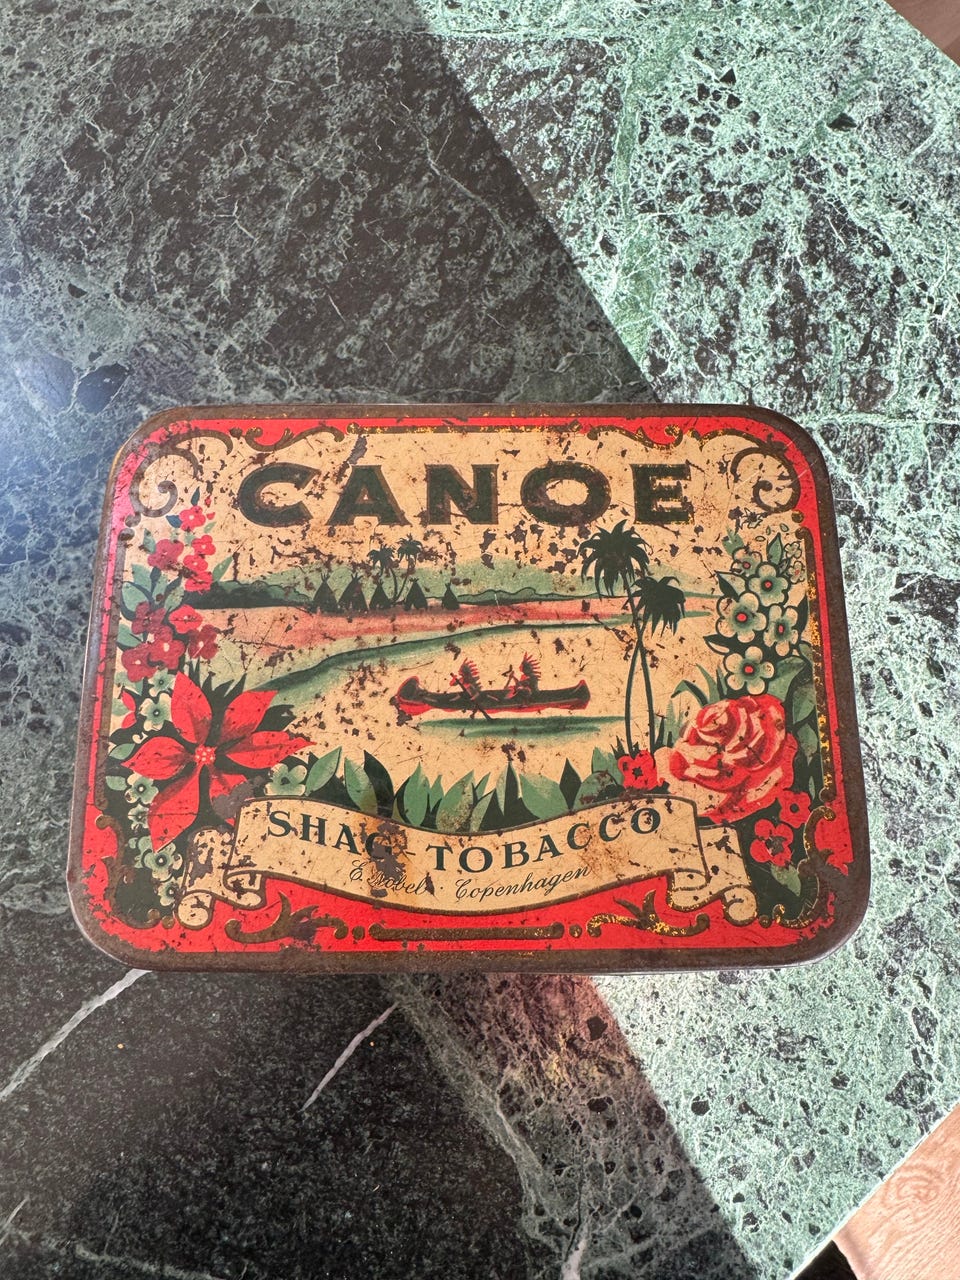 CANOE
SHAG-TOBACCO
E. Nobel · Copenhagen